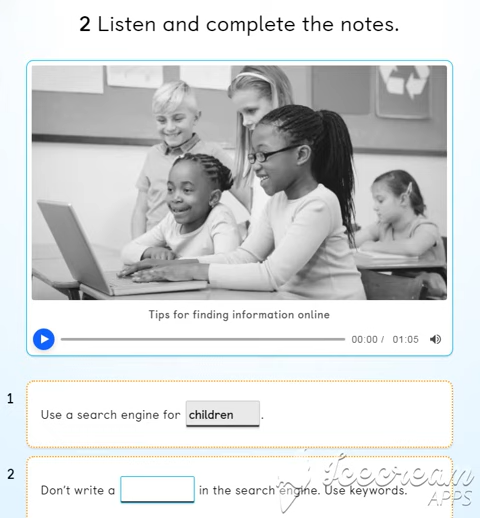 2 Listen and complete the notes.
Tips for finding information online
00:00 / 01:05
1
Use a search engine for children .
2
Don't write a in the search engine. Use keywords.
Icecream
APPS